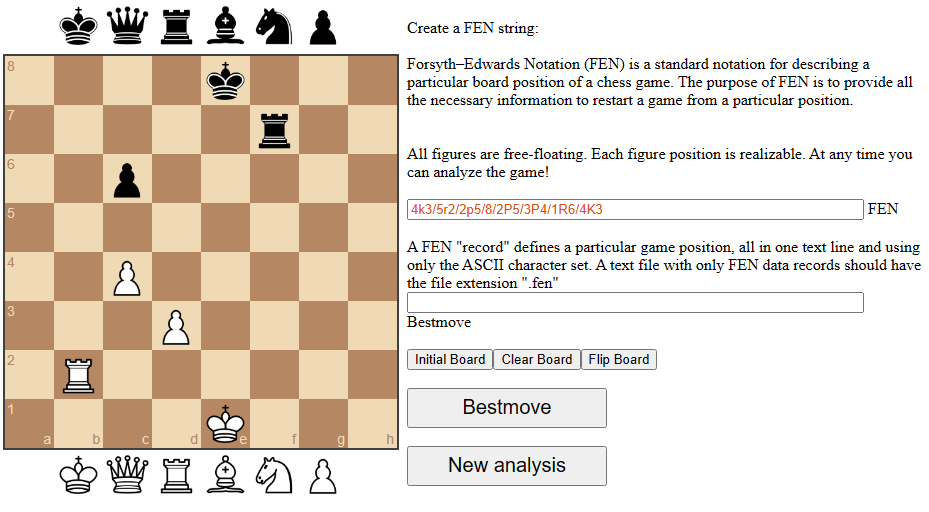 Create a FEN string:
Forsyth–Edwards Notation (FEN) is a standard notation for describing a
particular board position of a chess game. The purpose of FEN is to provide all
the necessary information to restart a game from a particular position.
All figures are free-floating. Each figure position is realizable. At any time you
can analyze the game!
4k3/5r2/2p5/8/2P5/3P4/1R6/4K3 FEN
A FEN "record" defines a particular game position, all in one text line and using
only the ASCII character set. A text file with only FEN data records should have
the file extension ".fen"
Bestmove
Initial Board Clear Board Flip Board
Bestmove
New analysis
8
7
6
5
4
3
2
1
a b c d e f g h